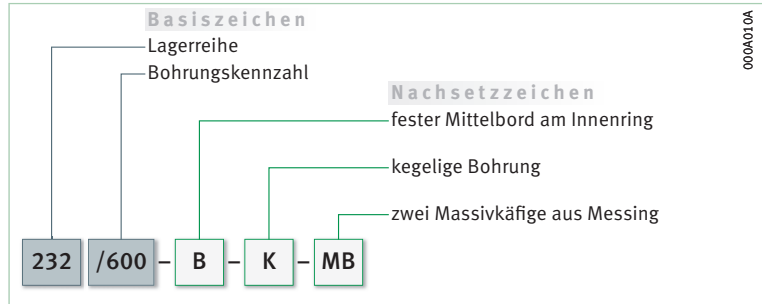 Basiszeichen
Lagerreihe
Bohrungskennzahl
Nachsetzzeichen
fester Mittelbord am Innenring
kegelige Bohrung
zwei Massivkäfige aus Messing
232 /600 – B – K – MB
000A010A